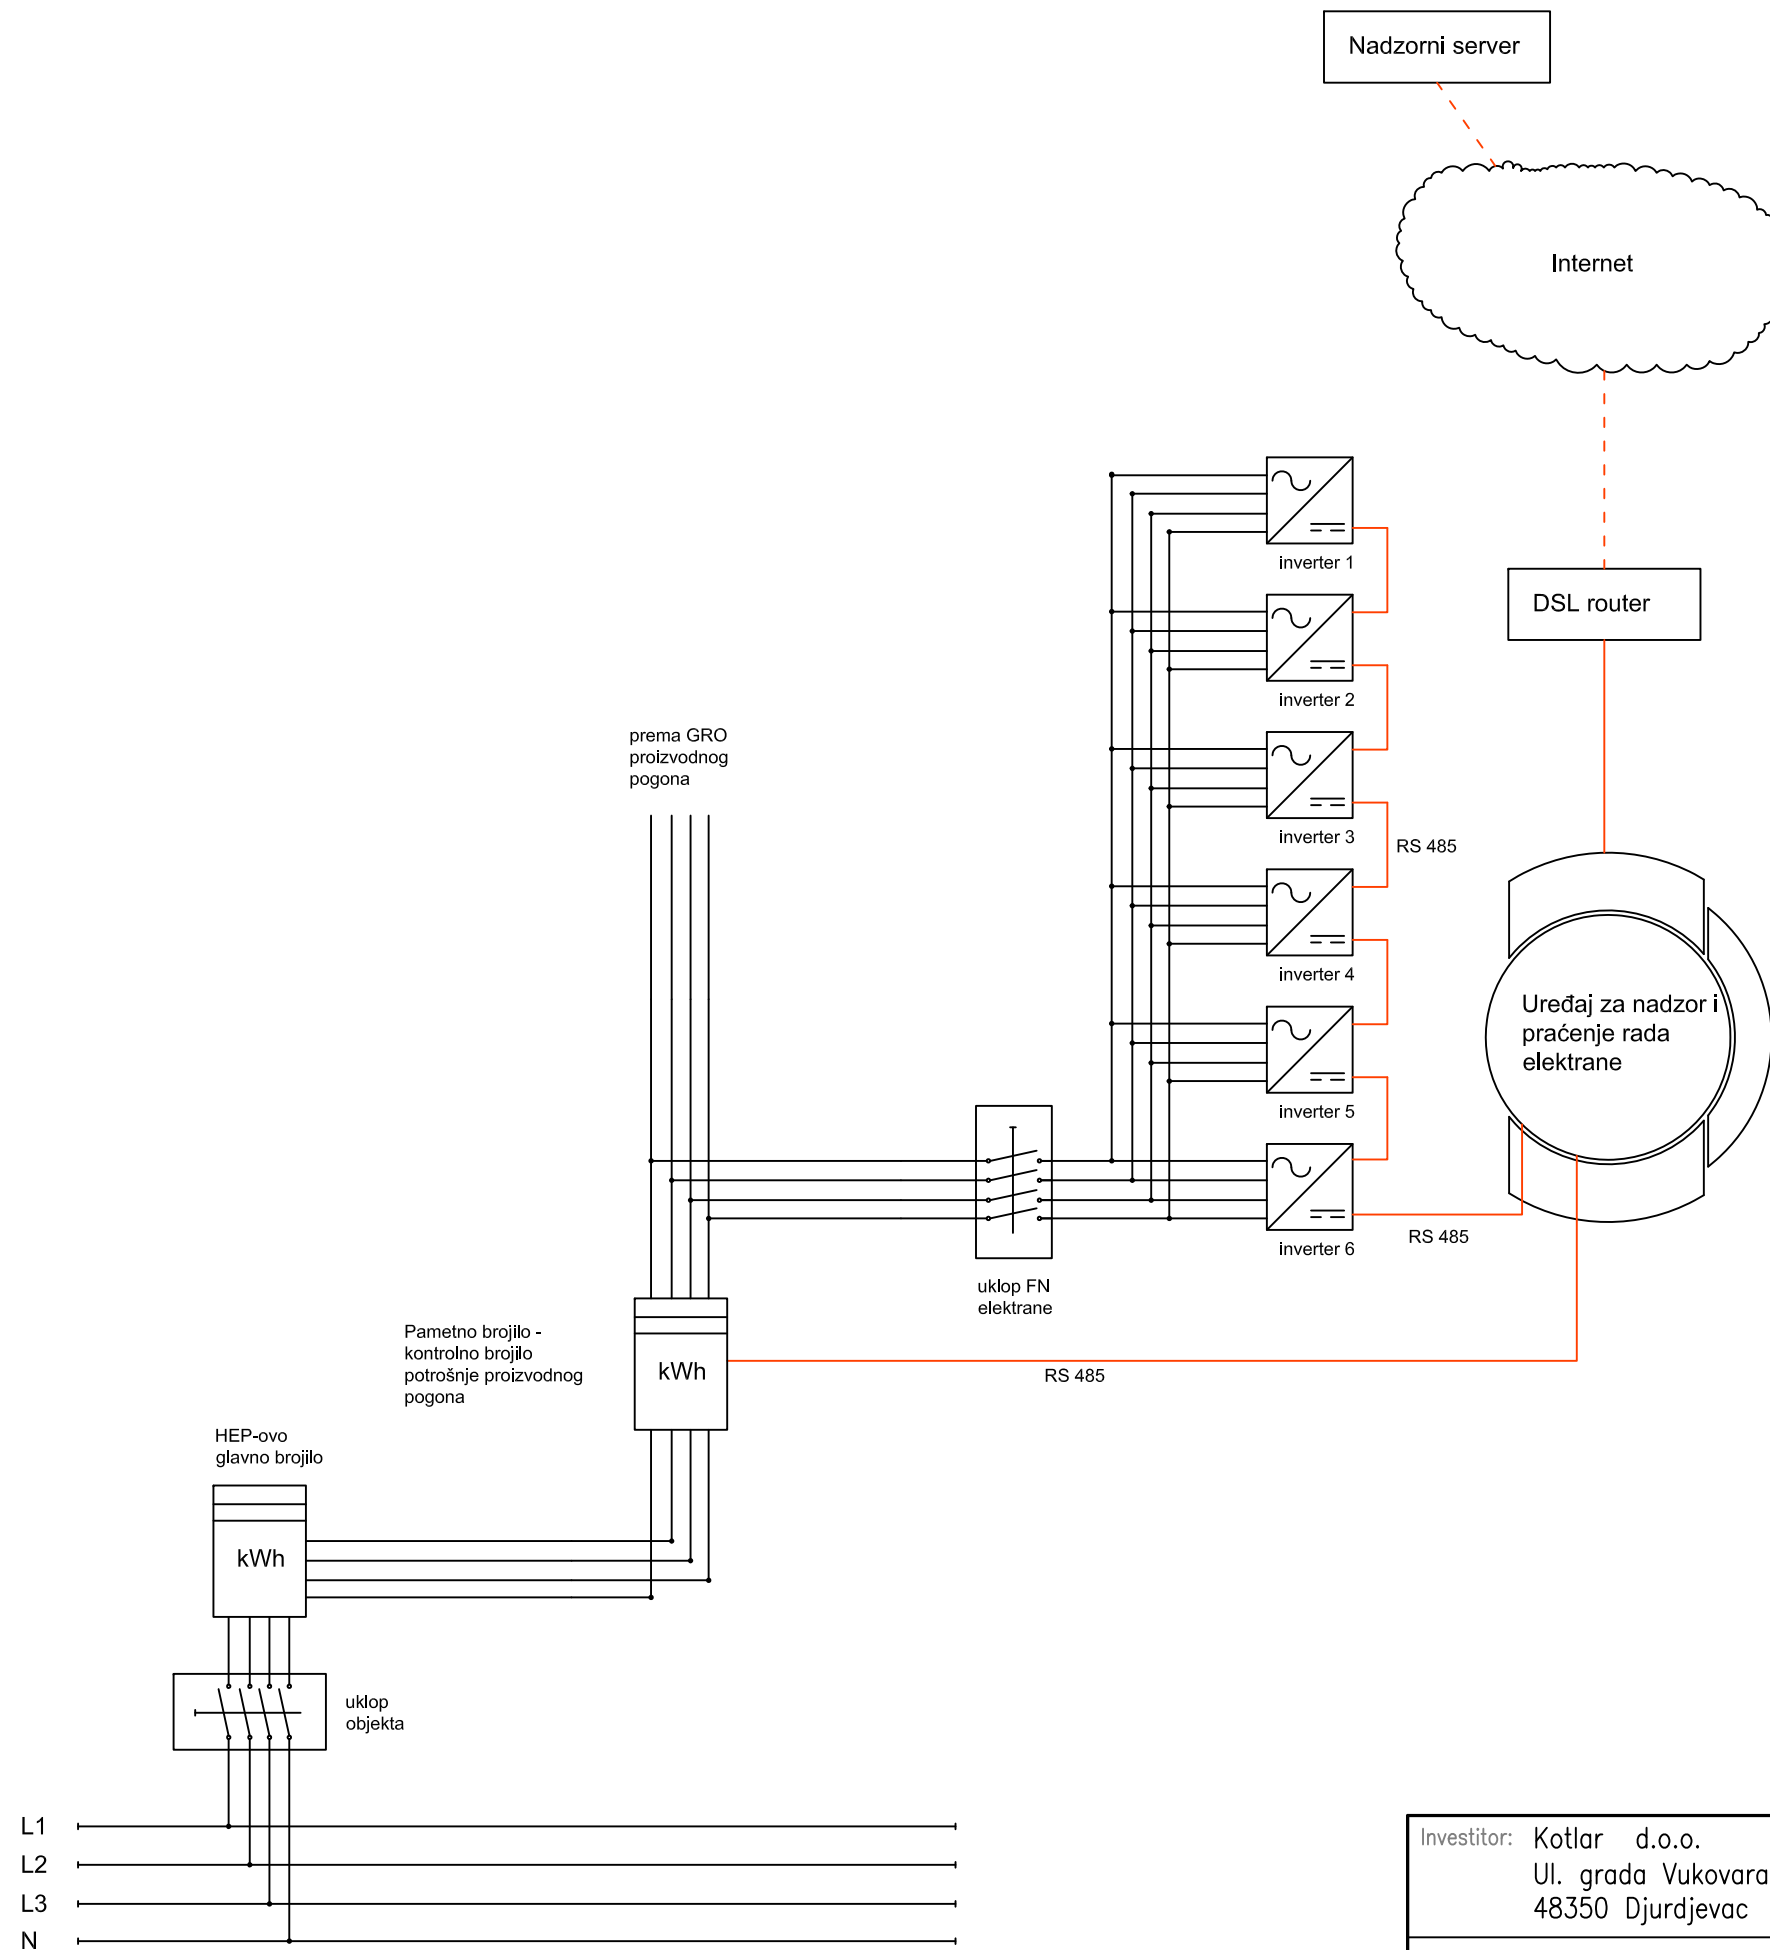 Nadzorni server
Internet
DSL router
inverter 1
inverter 2
prema GRO
proizvodnog
pogona
inverter 3
RS 485
inverter 4
Uređaj za nadzor i
praćenje rada
elektrane
inverter 5
inverter 6
RS 485
uklop FN
elektrane
Pametno brojilo -
kontrolno brojilo
potrošnje proizvodnog
pogona
kWh
RS 485
HEP-ovo
glavno brojilo
kWh
uklop
objekta
L1
L2
L3
N
Investitor: Kotlar d.o.o.
Ul. grada Vukovara
48350 Djurdjevac